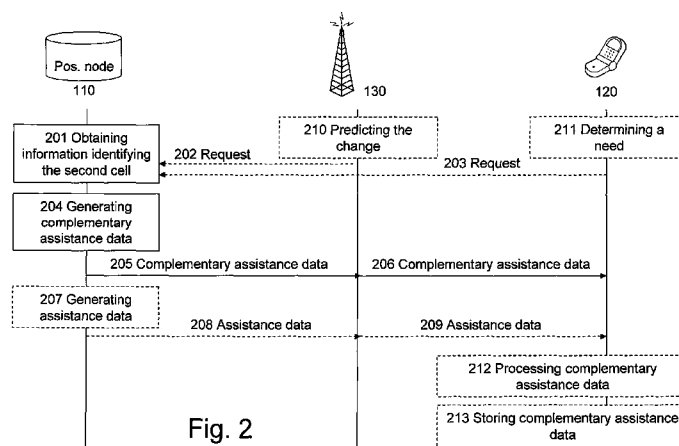 Pos. node
110
130
120
201 Obtaining
information identifying
the second cell
210 Predicting the
change
211 Determining a
need
202 Request
203 Request
204 Generating
complementary
assistance data
205 Complementary assistance data
206 Complementary assistance data
207 Generating
assistance data
208 Assistance data
209 Assistance data
212 Processing complementary
assistance data
213 Storing complementary assistance
data
Fig. 2